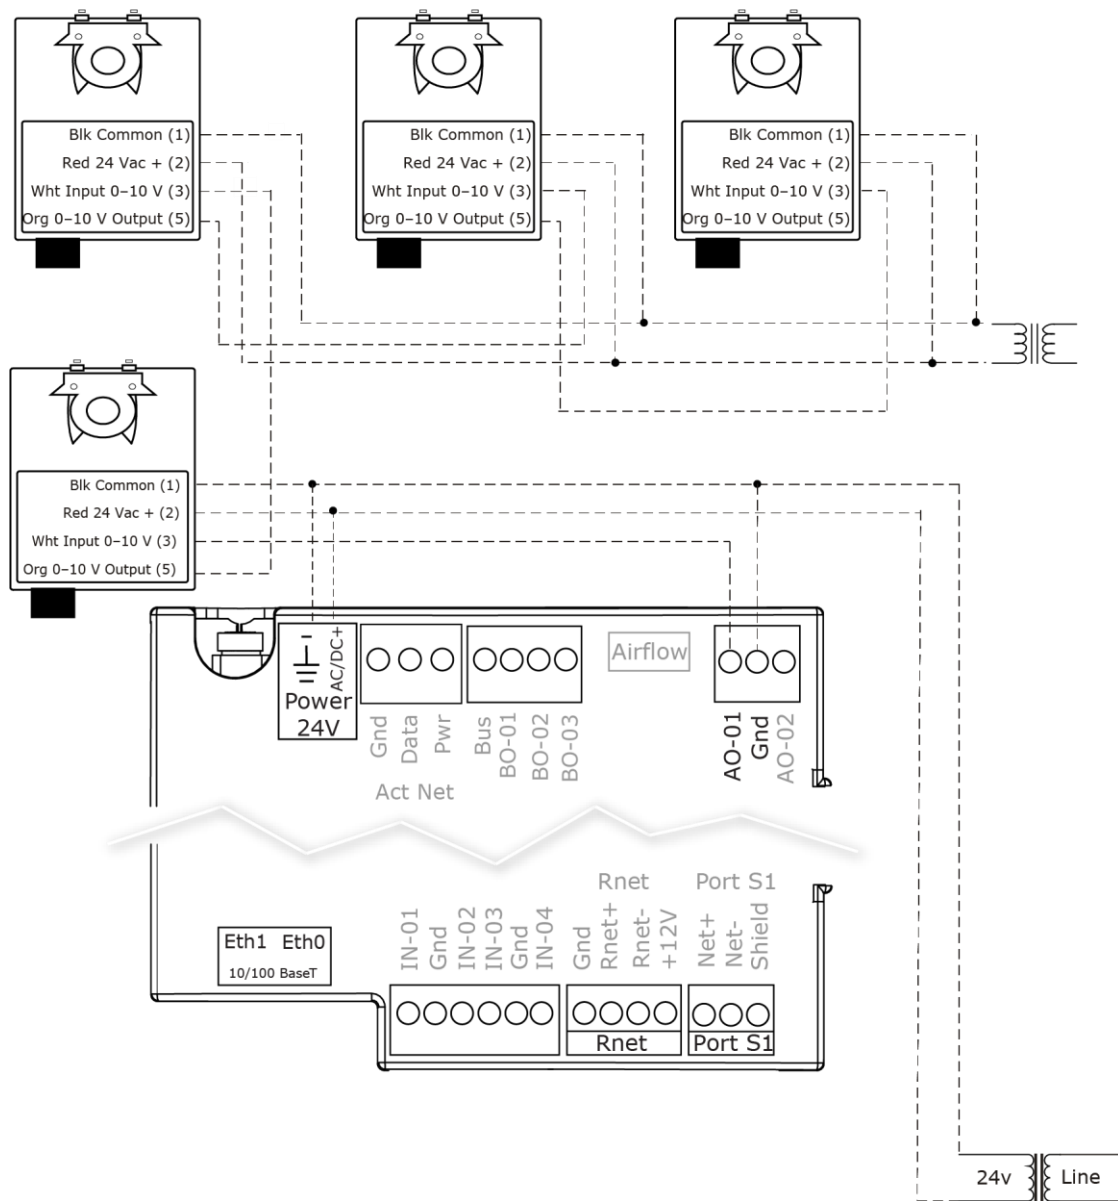 Blk Common (1)
Red 24 Vac + (2)
Wht Input 0–10 V (3)
Org 0–10 V Output (5)
Blk Common (1)
Red 24 Vac + (2)
Wht Input 0–10 V (3)
Org 0–10 V Output (5)
Blk Common (1)
Red 24 Vac + (2)
Wht Input 0–10 V (3)
Org 0–10 V Output (5)
Blk Common (1)
Red 24 Vac + (2)
Wht Input 0–10 V (3)
Org 0–10 V Output (5)
AC/DC+
Power
24V
Gnd
Data
Pwr
Act Net
Bus
BO-01
BO-02
BO-03
Airflow
AO-01
Gnd
AO-02
Eth1 Eth0
10/100 BaseT
IN-01
Gnd
IN-02
IN-03
Gnd
IN-04
Rnet
Gnd
Rnet+
Rnet-
+12V
Rnet
Port S1
Net+
Net-
Shield
Port S1
24v
Line